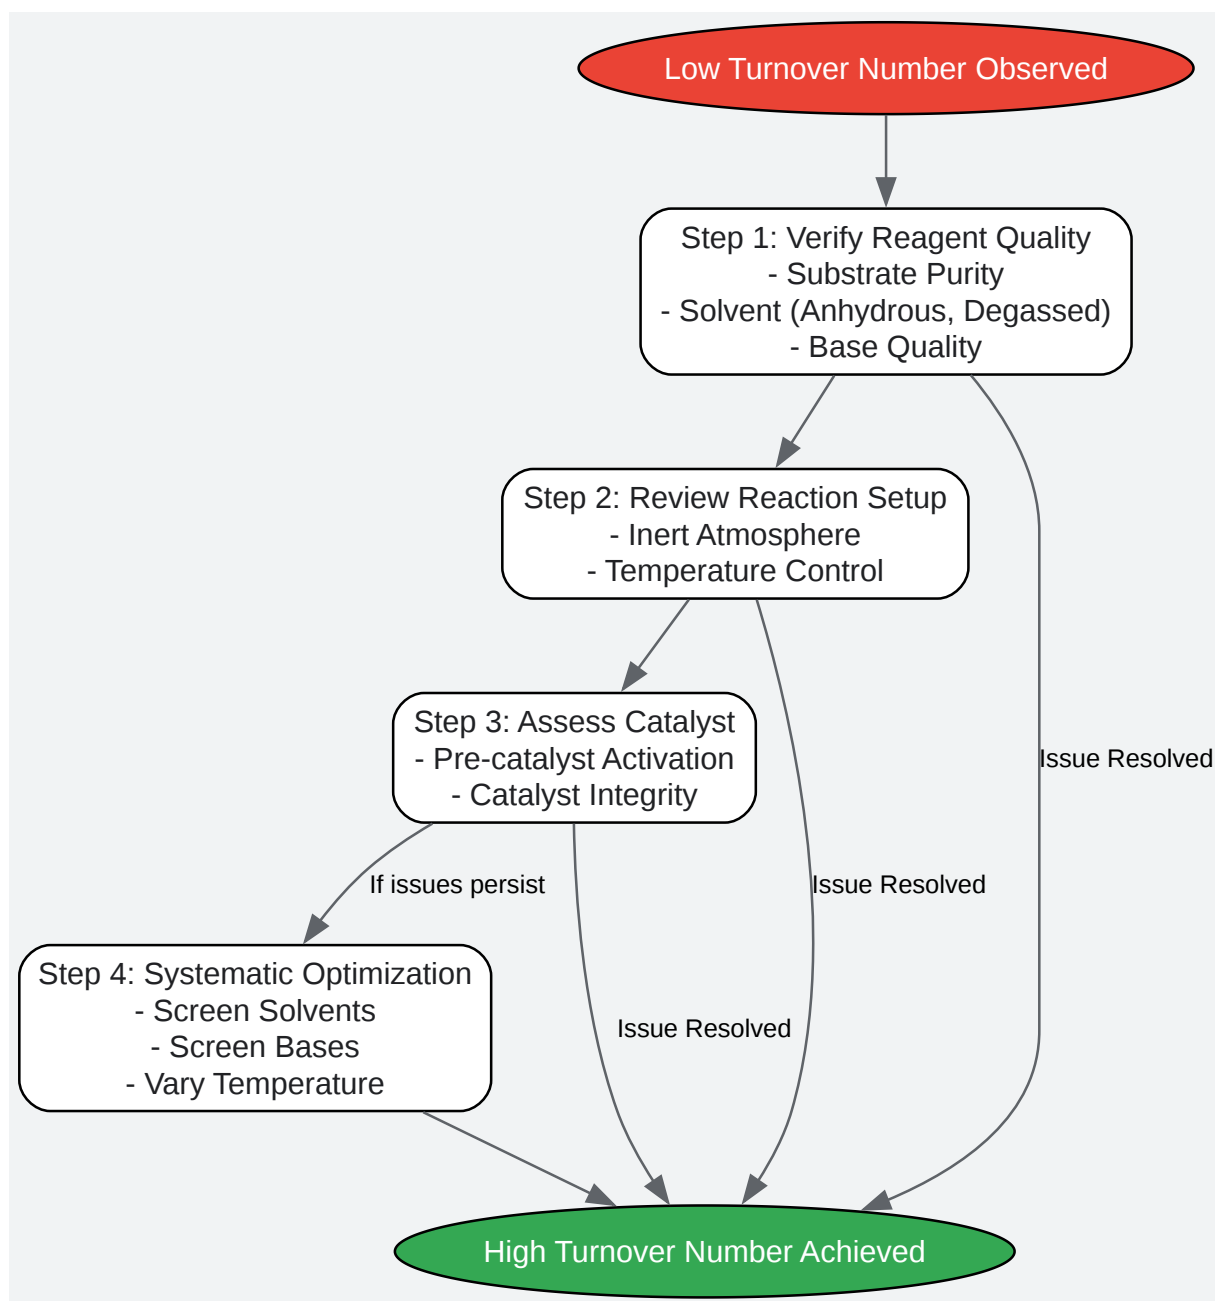 Low Turnover Number Observed
Step 1: Verify Reagent Quality
- Substrate Purity
- Solvent (Anhydrous, Degassed)
- Base Quality
Step 2: Review Reaction Setup
- Inert Atmosphere
- Temperature Control
Step 3: Assess Catalyst
- Pre-catalyst Activation
- Catalyst Integrity
Issue Resolved
If issues persist
Issue Resolved
Step 4: Systematic Optimization
- Screen Solvents
- Screen Bases
- Vary Temperature
Issue Resolved
High Turnover Number Achieved